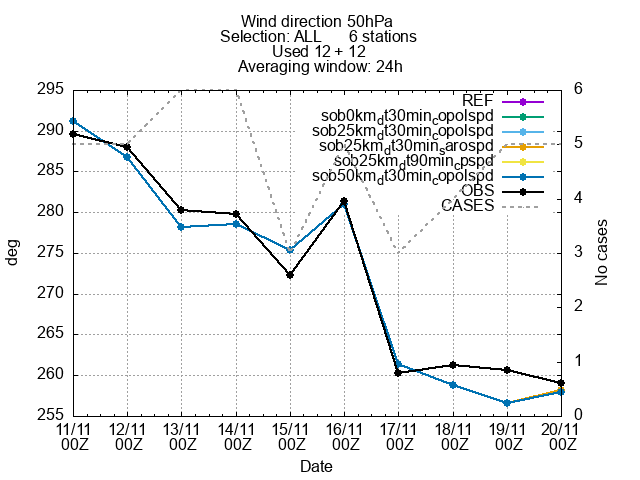 Wind direction 50hPa
Selection: ALL 6 stations
Used 12 + 12
Averaging window: 24h
295
290
285
280
275
270
265
260
255
deg
6
5
4
3
2
1
0
No cases
REF
sob0km_dt30min_copolspd
sob25km_dt30min_copolspd
sob25km_dt30min_sarospd
sob25km_dt90min_cpspd
sob50km_dt30min_copolspd
OBS
CASES
11/11 12/11 13/11 14/11 15/11 16/11 17/11 18/11 19/11 20/11
00Z 00Z 00Z 00Z 00Z 00Z 00Z 00Z 00Z 00Z
Date